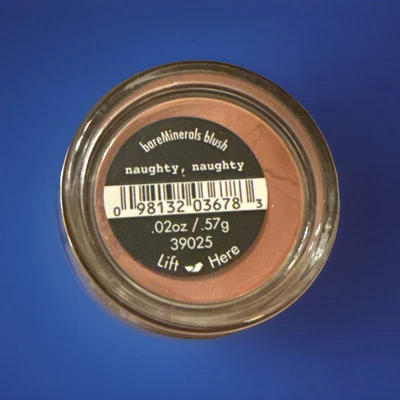 bareMinerals blush
naughty, naughty
0 98132 03678 3
.02oz / .57g
39025
Lift Here